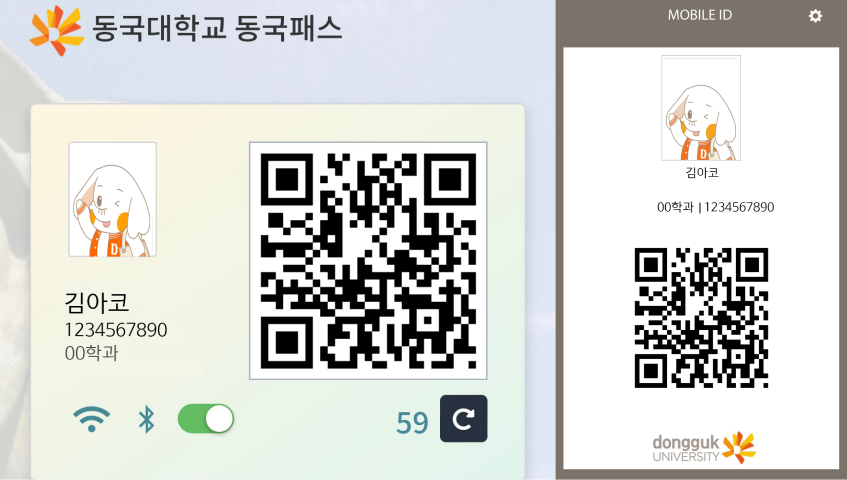 동국대학교 동국패스
D
김아코
1234567890
00학과
59
MOBILE ID
D
김아코
00학과 | 1234567890
dongguk
UNIVERSITY